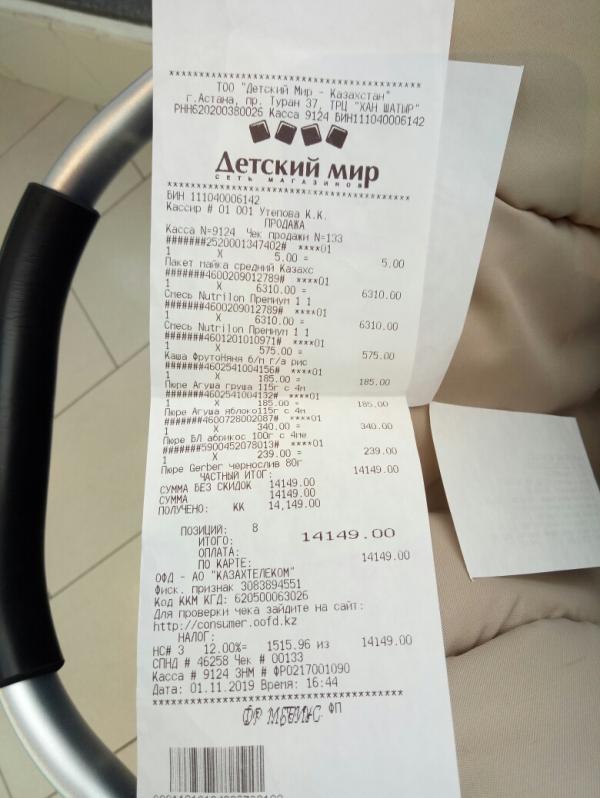 ****************************************
ТОО "Детский Мир - Казахстан"
г.Астана, пр. Туран 37, ТРЦ "ХАН ШАТЫР"
РНН620200380026 Касса 9124 БИН111040006142
Детский мир
СЕТЬ МАГАЗИНОВ
****************************************
БИН 111040006142
Кассир # 01 001 Утепова К.К.
ПРОДАЖА
Касса N=9124 Чек продажи N=133
#######2520001347402# ****01
1 X 5.00 = 5.00
Пакет майка средний Казахс
#######4600209012789# ****01
1 X 6310.00 = 6310.00
Смесь Nutrilon Премиум 1 1
#######4600209012789# ****01
1 X 6310.00 = 6310.00
Смесь Nutrilon Премиум 1 1
#######4601201010971# ****01
1 X 575.00 = 575.00
Каша ФрутоНяня б/м г/а рис
#######4602541004156# ****01
1 X 185.00 = 185.00
Пюре Агуша груша 115г с 4м
#######4602541004132# ****01
1 X 185.00 = 185.00
Пюре Агуша яблоко115г с 4м
#######4600728002087# ****01
1 X 340.00 = 340.00
Пюре БЛ абрикос 100г с 4ме
#######5900452078013# ****01
1 X 239.00 = 239.00
Пюре Gerber чернослив 80г
ЧАСТНЫЙ ИТОГ: 14149.00
СУММА БЕЗ СКИДОК 14149.00
СУММА 14149.00
ПОЛУЧЕНО: КК 14,149.00
ПОЗИЦИЙ: 8
ИТОГО: 14149.00
ОПЛАТА:
ПО КАРТЕ: 14149.00
ОФД - АО "КАЗАХТЕЛЕКОМ"
Фиск. признак 3083894551
Код ККМ КГД: 620500063026
Для проверки чека зайдите на сайт:
http://consumer.oofd.kz
НАЛОГ:
НС# 3 12.00%= 1515.96 из 14149.00
СПНД # 46258 Чек # 00133
Касса # 9124 ЗНМ # ФР0217001090
Дата: 01.11.2019 Время: 16:44
****************************************
ФП